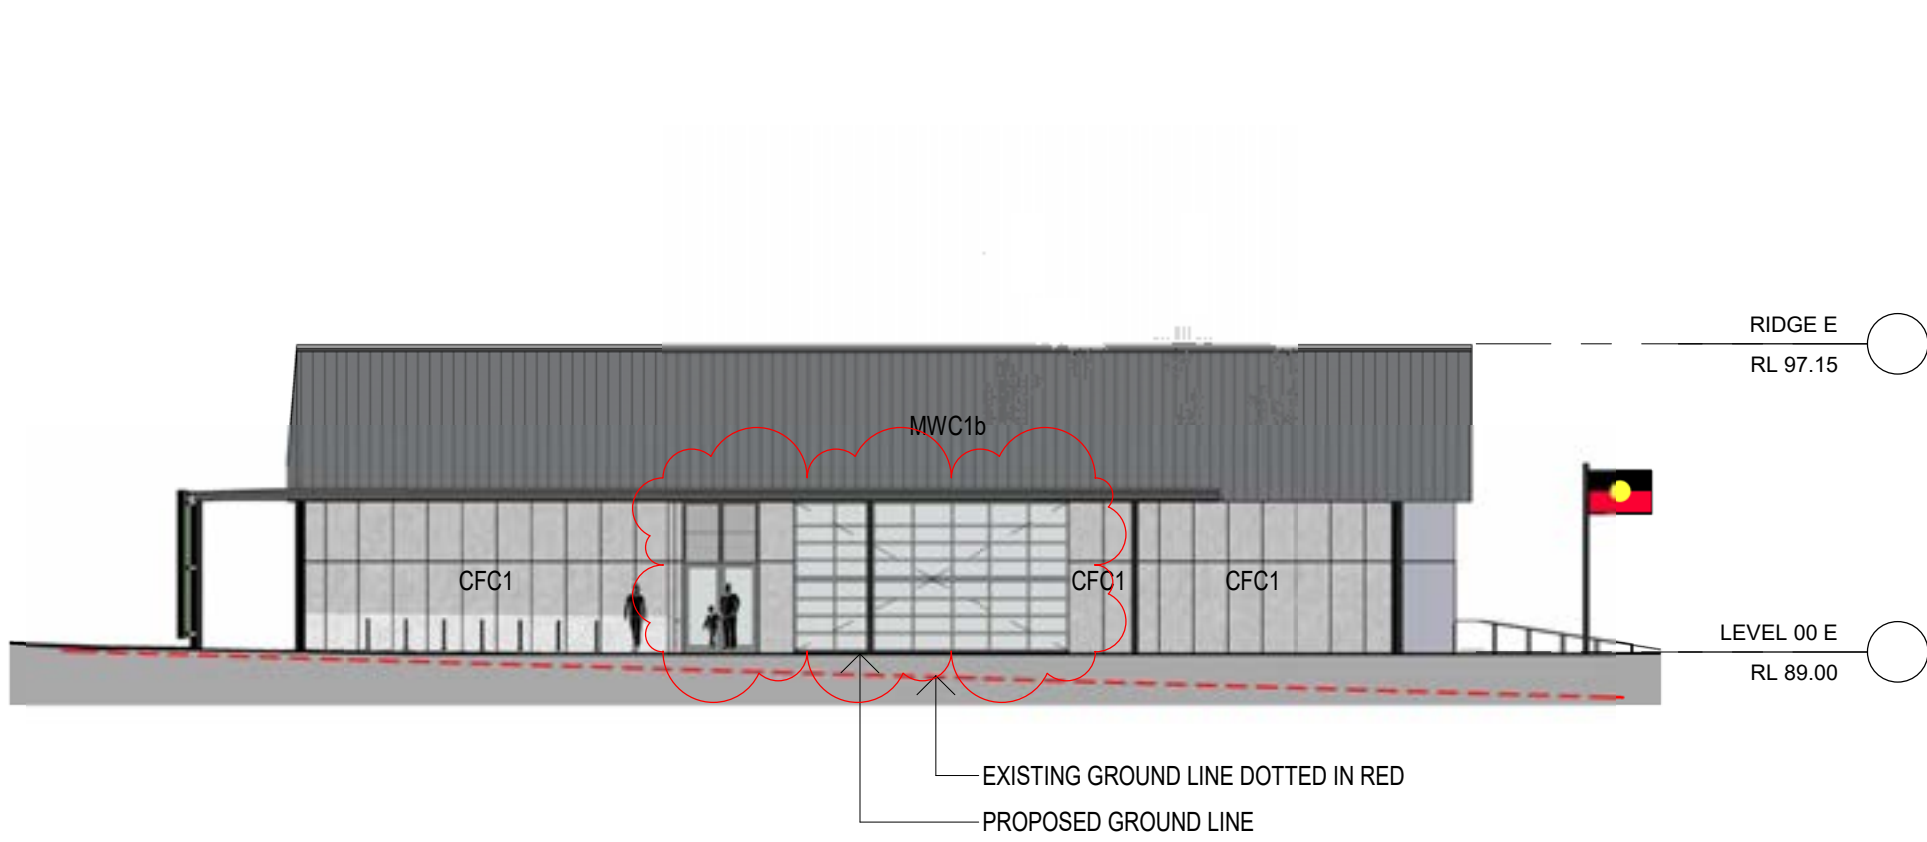 RIDGE E
RL 97.15
MWC1b
CFC1
CFC1
CFC1
LEVEL 00 E
RL 89.00
EXISTING GROUND LINE DOTTED IN RED
PROPOSED GROUND LINE